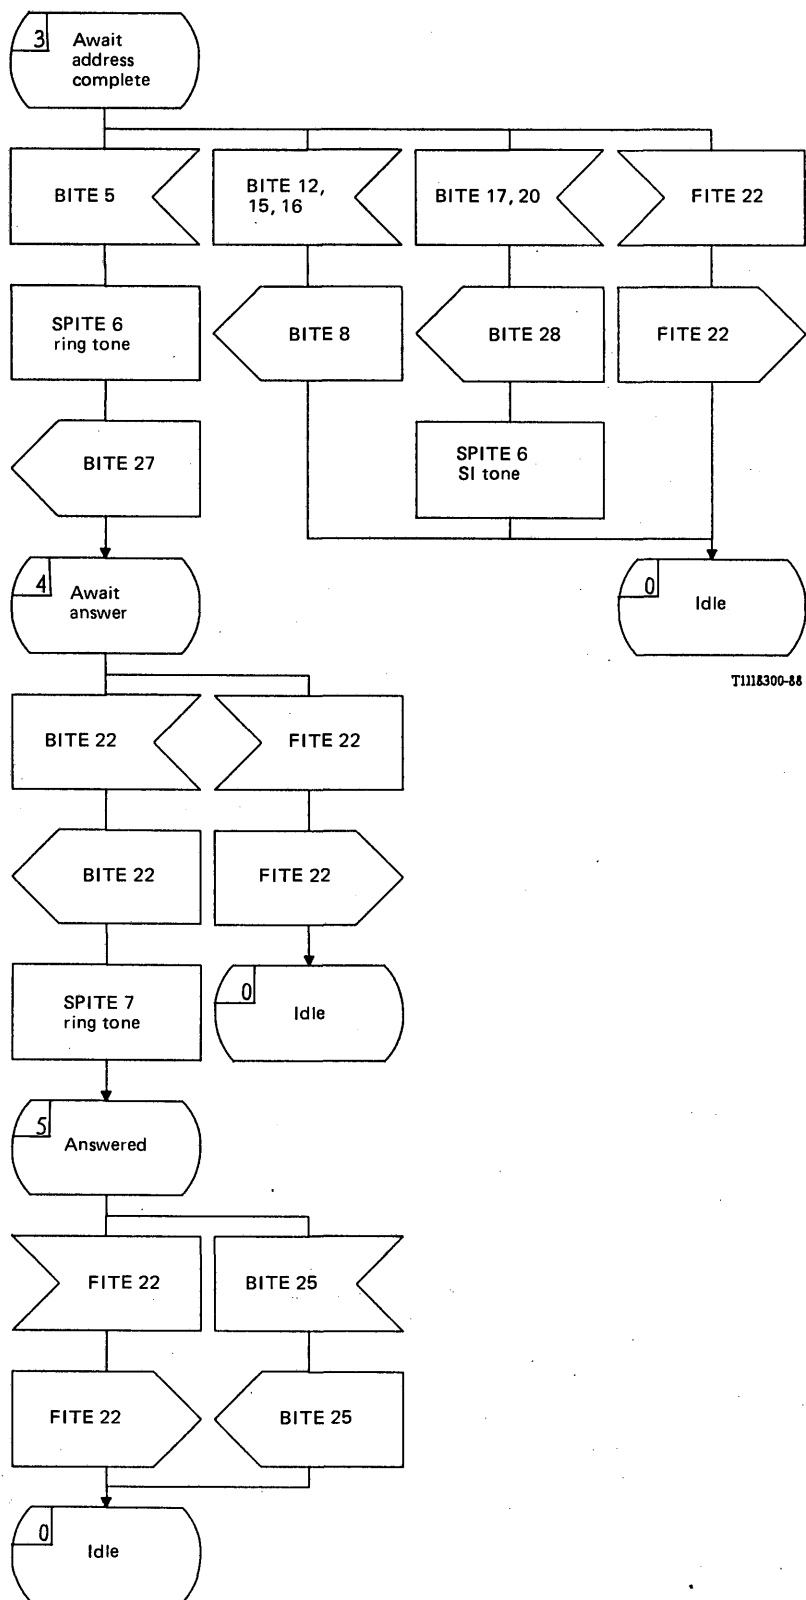 3
Await
address
complete
BITE 5
BITE 12,
15, 16
BITE 17, 20
FITE 22
SPITE 6
ring tone
BITE 8
BITE 28
FITE 22
BITE 27
SPITE 6
SI tone
4
Await
answer
0
Idle
T1118300-88
BITE 22
FITE 22
BITE 22
FITE 22
SPITE 7
ring tone
0
Idle
5
Answered
FITE 22
BITE 25
FITE 22
BITE 25
0
Idle